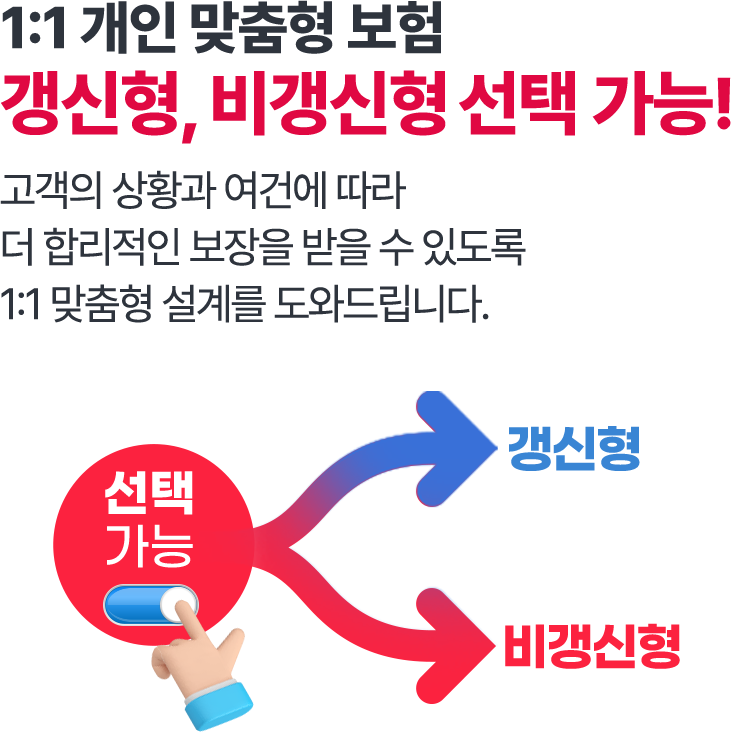 1:1 개인 맞춤형 보험
갱신형, 비갱신형 선택 가능!
고객의 상황과 여건에 따라
더 합리적인 보장을 받을 수 있도록
1:1 맞춤형 설계를 도와드립니다.
갱신형
선택
가능
비갱신형